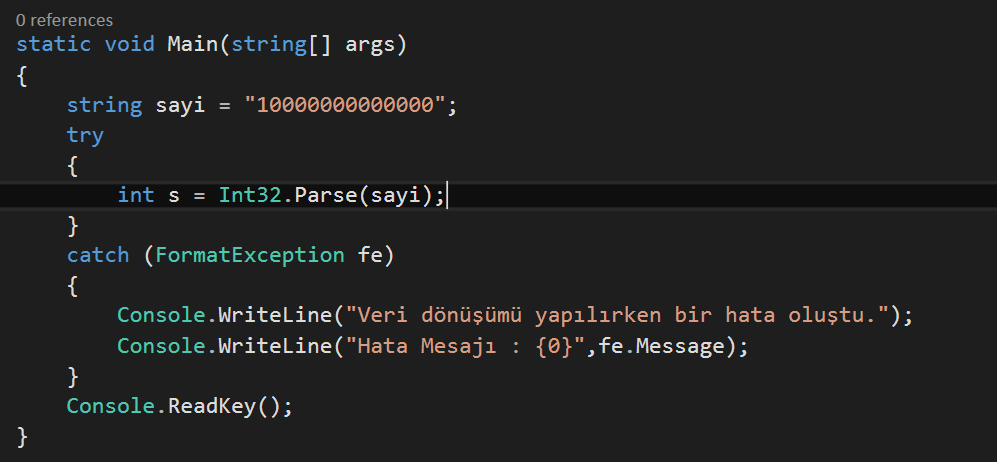 0 references
static void Main(string[] args)
{
string sayi = "10000000000000";
try
{
int s = Int32.Parse(sayi);
}
catch (FormatException fe)
{
Console.WriteLine("Veri dönüşümü yapılırken bir hata oluştu.");
Console.WriteLine("Hata Mesajı : {0}",fe.Message);
}
Console.ReadKey();
}